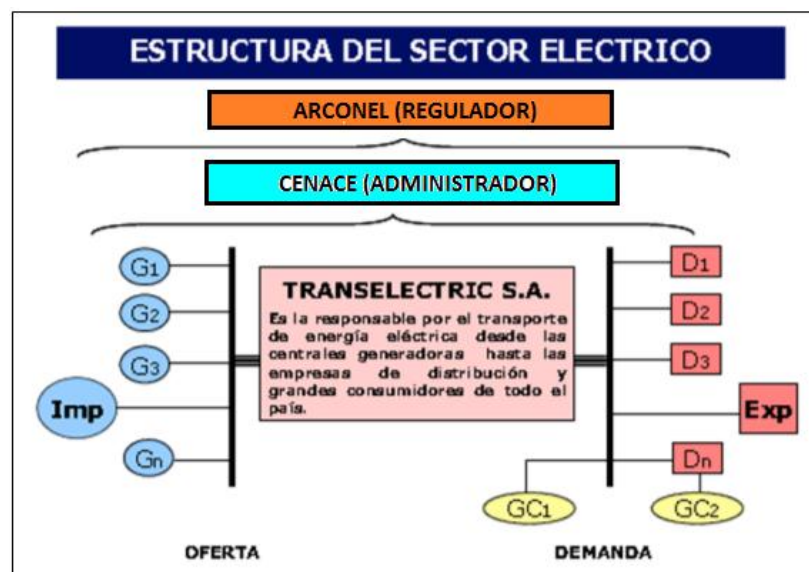 ESTRUCTURA DEL SECTOR ELECTRICO
ARCONEL (REGULADOR)
CENACE (ADMINISTRADOR)
G1
G2
G3
Imp
Gn
TRANSELECTRIC S.A.
Es la responsable por el transporte
de energía eléctrica desde las
centrales generadoras hasta las
empresas de distribución y
grandes consumidores de todo el
país.
D1
D2
D3
Exp
Dn
GC1
GC2
OFERTA
DEMANDA